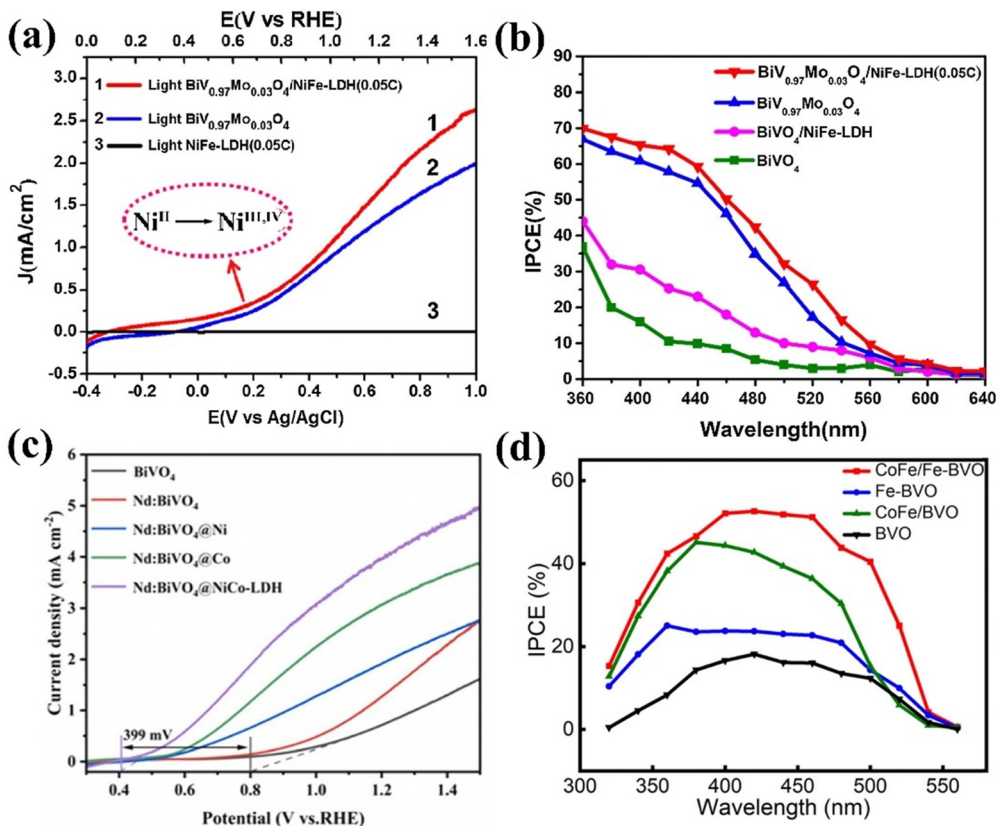 (a)
E(V vs RHE)
0.0 0.2 0.4 0.6 0.8 1.0 1.2 1.4 1.6
3.0
2.5
2.0
1.5
1.0
0.5
0.0
-0.5
J(mA/cm²)
1 Light BiV₀.₉₇Mo₀.₀₃O₄/NiFe-LDH(0.05C)
2 Light BiV₀.₉₇Mo₀.₀₃O₄
3 Light NiFe-LDH(0.05C)
Niᴵᴵ → Niᴵᴵᴵ,ᴵⱽ
1
2
3
-0.4 -0.2 0.0 0.2 0.4 0.6 0.8 1.0
E(V vs Ag/AgCl)
(b)
90
80
70
60
50
40
30
20
10
0
IPCE(%)
BiV₀.₉₇Mo₀.₀₃O₄/NiFe-LDH(0.05C)
BiV₀.₉₇Mo₀.₀₃O₄
BiVO₄/NiFe-LDH
BiVO₄
360 400 440 480 520 560 600 640
Wavelength(nm)
(c)
6
5
4
3
2
1
0
Current density (mA cm⁻²)
BiVO₄
Nd:BiVO₄
Nd:BiVO₄@Ni
Nd:BiVO₄@Co
Nd:BiVO₄@NiCo-LDH
399 mV
0.4 0.6 0.8 1.0 1.2 1.4
Potential (V vs.RHE)
(d)
60
40
20
0
IPCE (%)
CoFe/Fe-BVO
Fe-BVO
CoFe/BVO
BVO
300 350 400 450 500 550
Wavelength (nm)